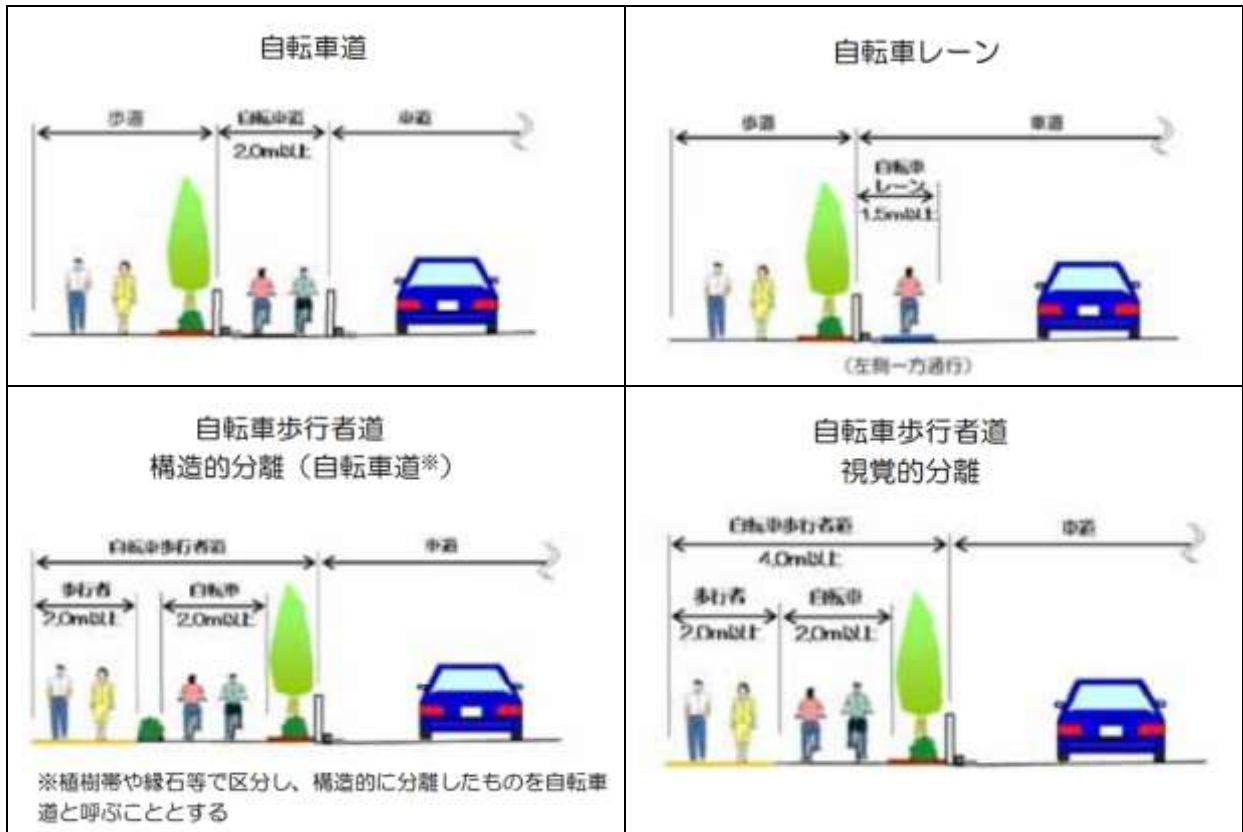 自転車道
歩道
自転車道
車道
2.0m以上
自転車レーン
歩道
車道
自転車
レーン
1.5m以上
(左側一方通行)
自転車歩行者道
構造的分離(自転車道※)
自転車歩行者道
車道
歩行者
自転車
2.0m以上
2.0m以上
※植樹帯や縁石等で区分し、構造的に分離したものを自転車
道と呼ぶこととする
自転車歩行者道
視覚的分離
自転車歩行者道
車道
4.0m以上
歩行者
自転車
2.0m以上
2.0m以上